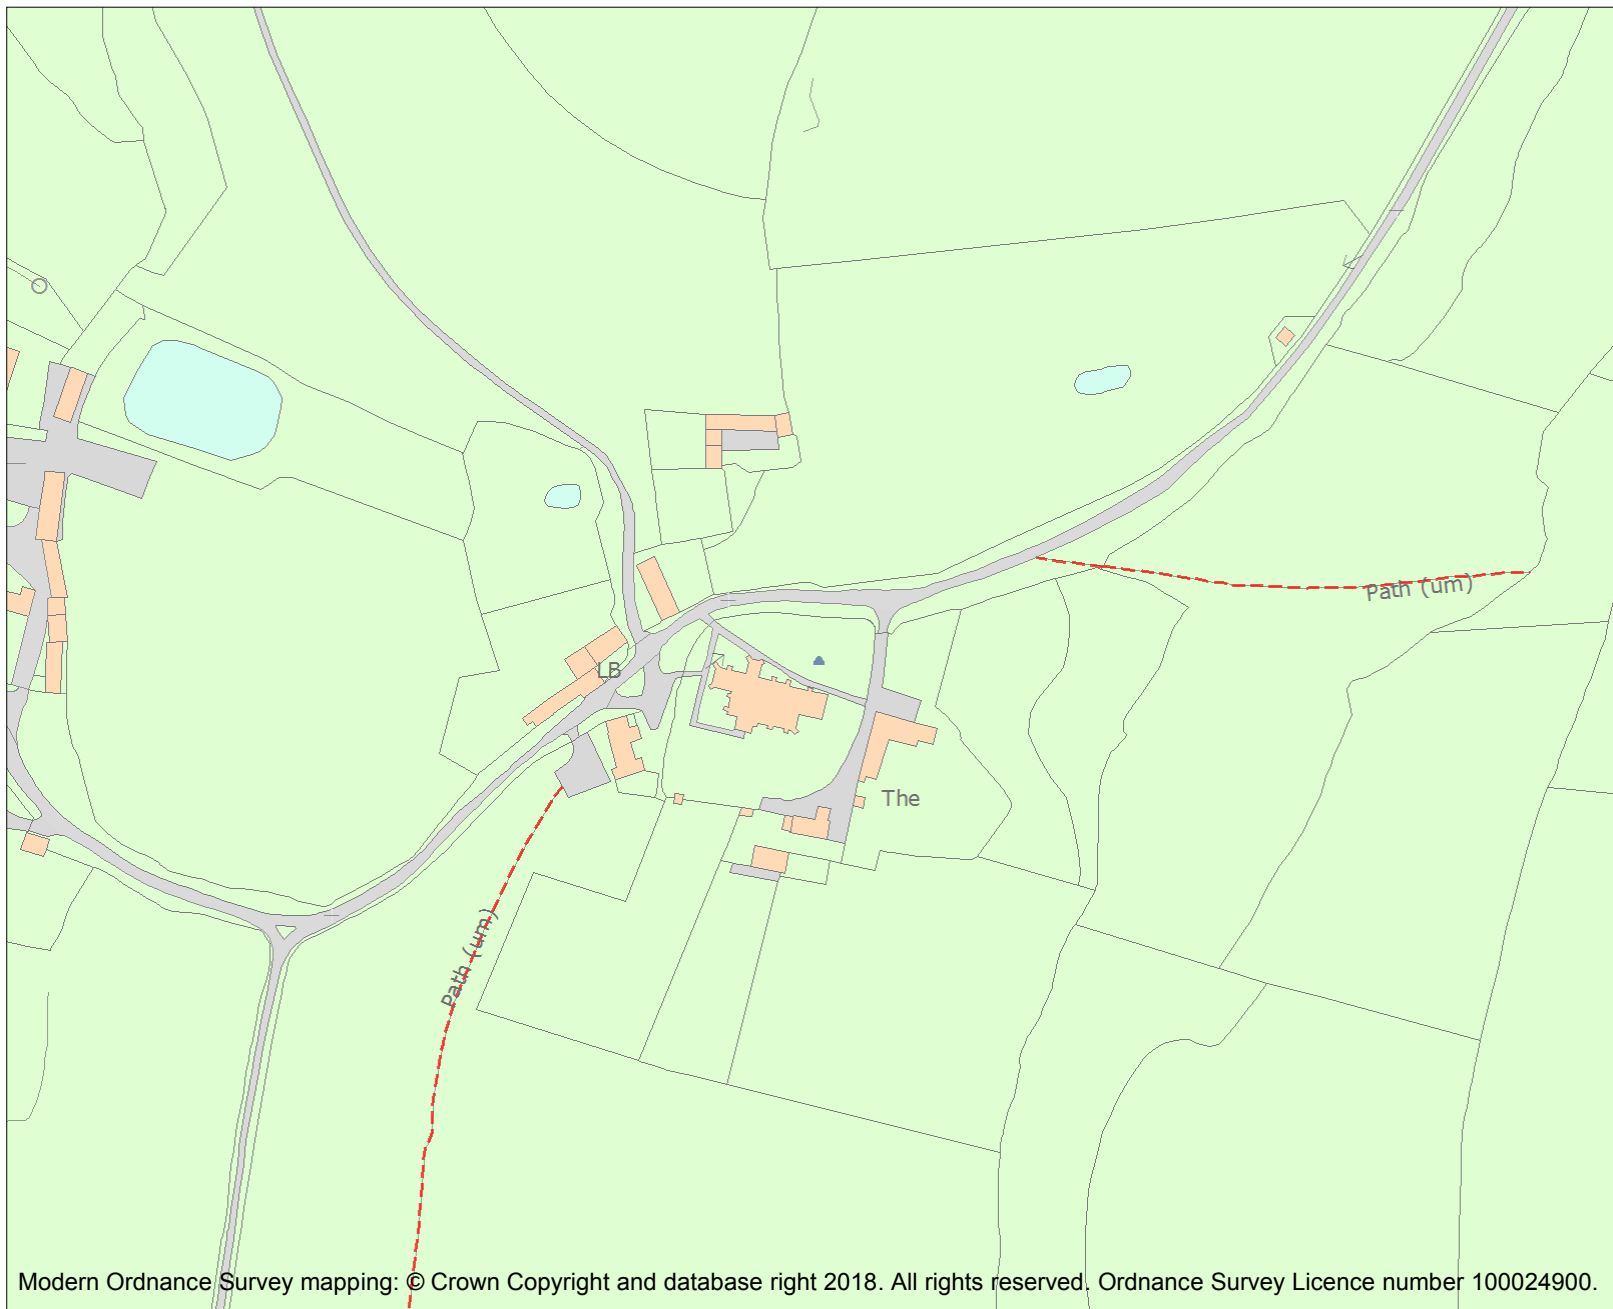 Path (um)
LB
The
Path (um)
Modern Ordnance Survey mapping: © Crown Copyright and database right 2018. All rights reserved. Ordnance Survey Licence number 100024900.